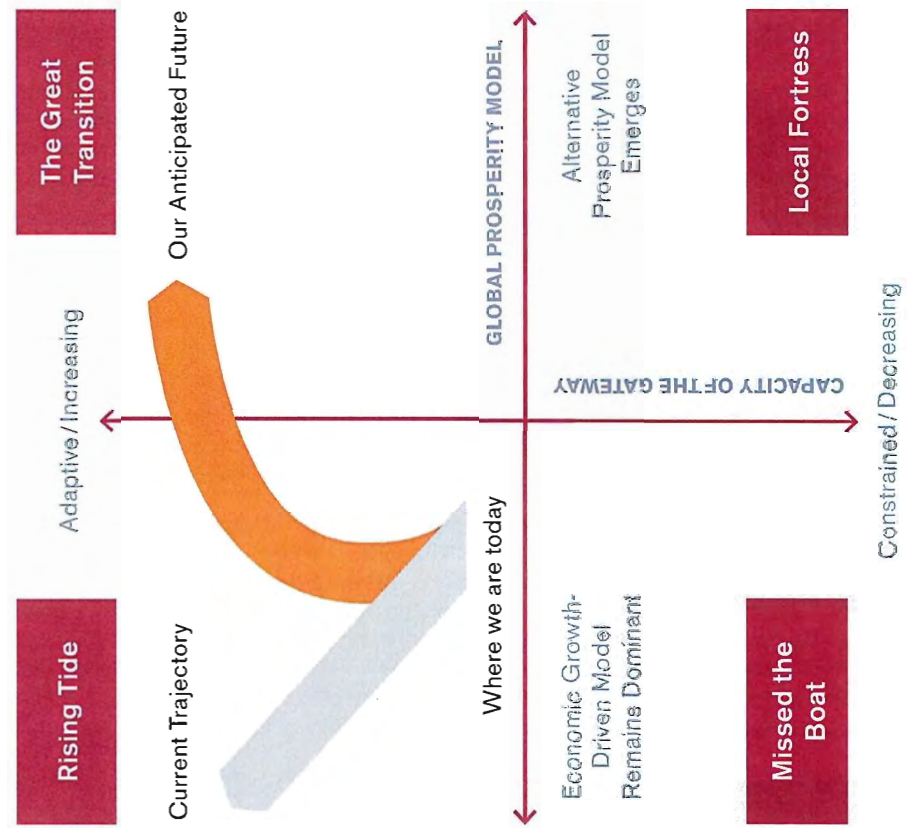 Rising Tide
Adaptive / Increasing
The Great
Transition
Current Trajectory
Our Anticipated Future
Where we are today
GLOBAL PROSPERITY MODEL
Economic Growth-
Driven Model
Remains Dominant
CAPACITY OF THE GATEWAY
Alternative
Prosperity Model
Emerges
Missed the
Boat
Constrained / Decreasing
Local Fortress